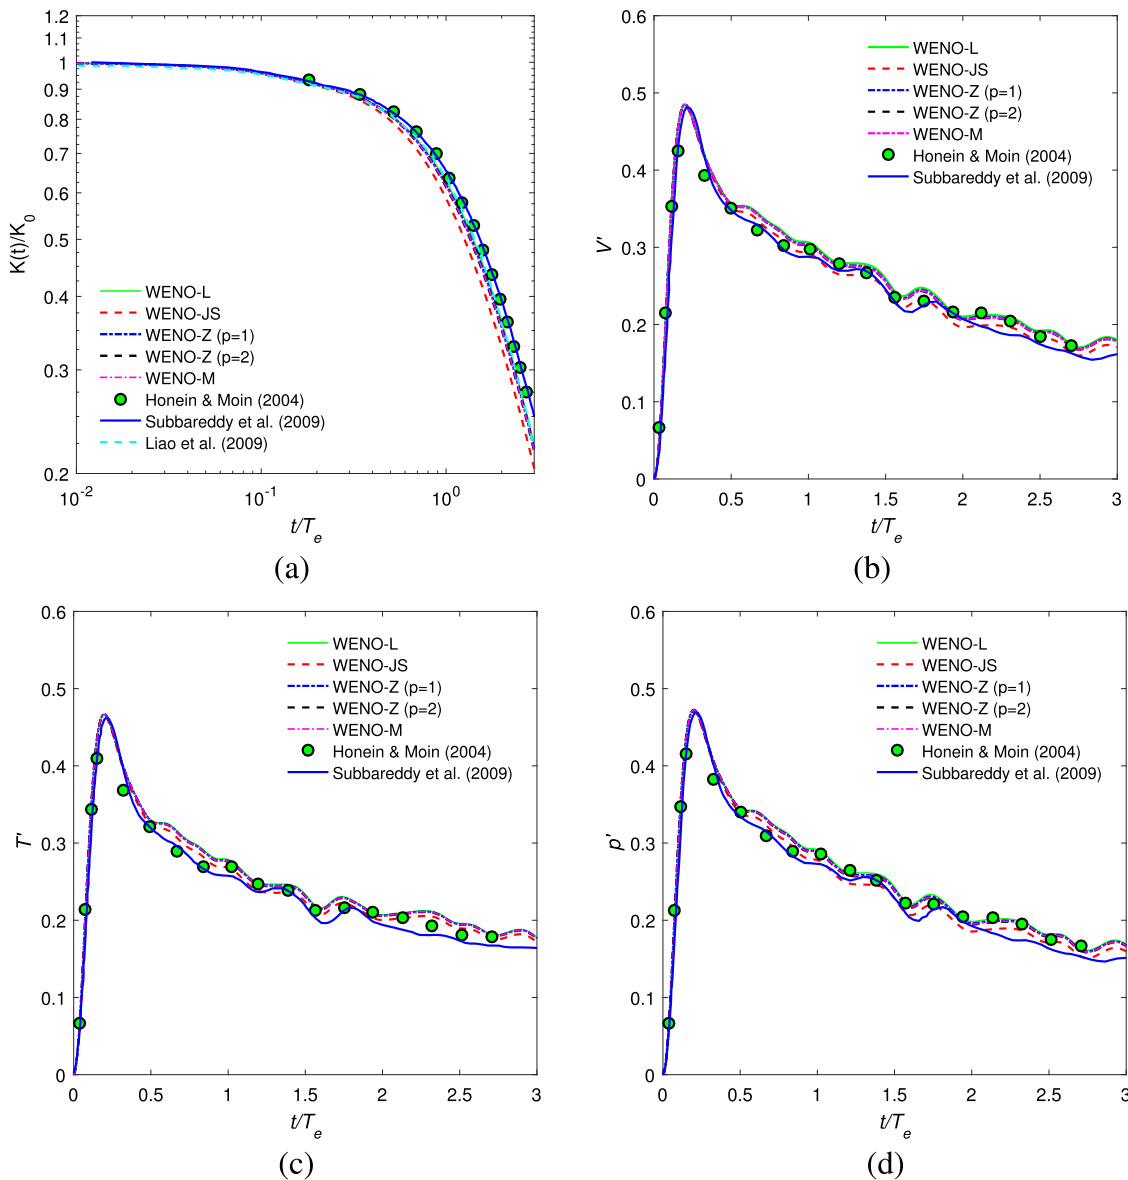 1.2
1
0.9
0.8
0.7
0.6
0.5
0.4
0.3
0.2
K(t)/K0
WENO-L
WENO-JS
WENO-Z (p=1)
WENO-Z (p=2)
WENO-M
Honein & Moin (2004)
Subbareddy et al. (2009)
Liao et al. (2009)
10-2
10-1
100
t/Te
(a)
0.6
0.5
0.4
0.3
0.2
0.1
0
V'
WENO-L
WENO-JS
WENO-Z (p=1)
WENO-Z (p=2)
WENO-M
Honein & Moin (2004)
Subbareddy et al. (2009)
0 0.5 1 1.5 2 2.5 3
t/Te
(b)
0.6
0.5
0.4
0.3
0.2
0.1
0
T'
WENO-L
WENO-JS
WENO-Z (p=1)
WENO-Z (p=2)
WENO-M
Honein & Moin (2004)
Subbareddy et al. (2009)
0 0.5 1 1.5 2 2.5 3
t/Te
(c)
0.6
0.5
0.4
0.3
0.2
0.1
0
p'
WENO-L
WENO-JS
WENO-Z (p=1)
WENO-Z (p=2)
WENO-M
Honein & Moin (2004)
Subbareddy et al. (2009)
0 0.5 1 1.5 2 2.5 3
t/Te
(d)